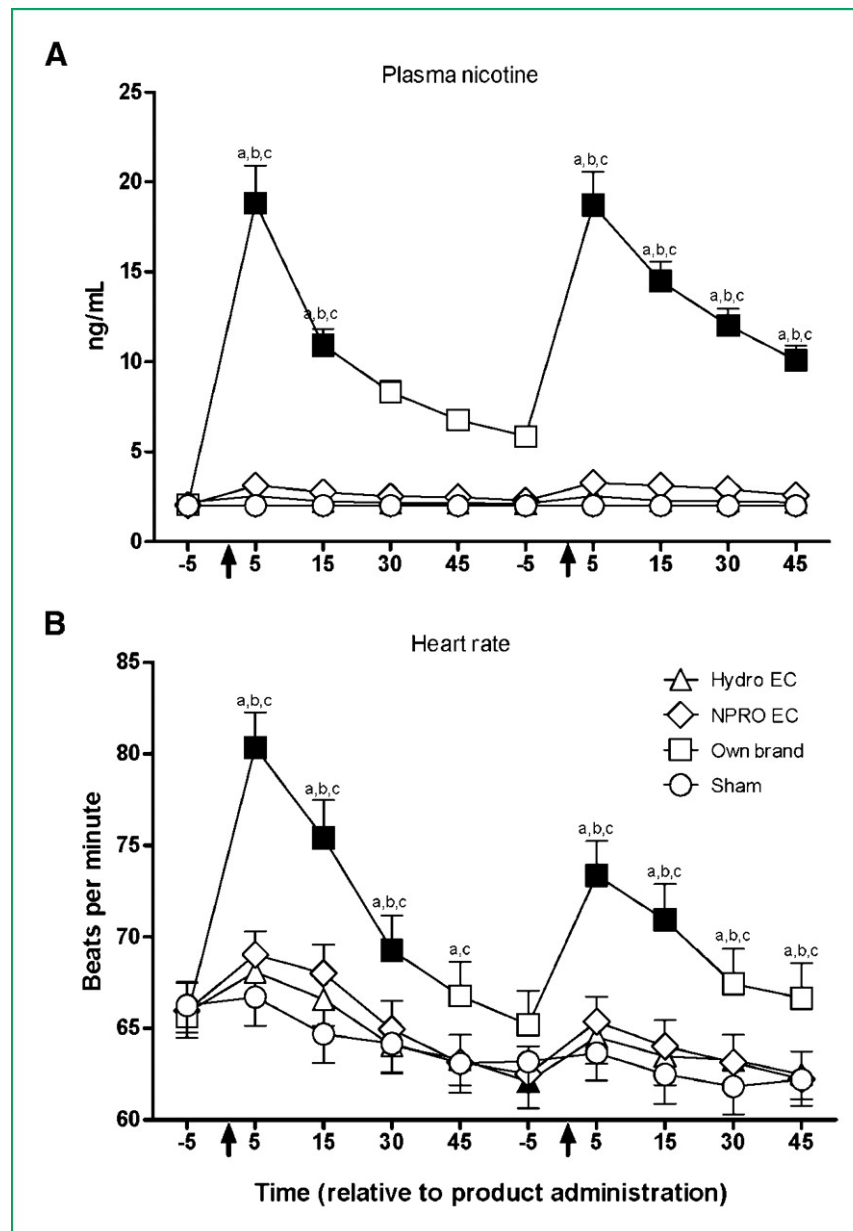 A
Plasma nicotine
25
20
15
10
5
0
ng/mL
a,b,c
a,b,c
a,b,c
a,b,c
a,b,c
a,b,c
-5 5 15 30 45 -5 5 15 30 45
B
Heart rate
85
80
75
70
65
60
Beats per minute
Hydro EC
NPRO EC
Own brand
Sham
a,b,c
a,b,c
a,b,c
a,c
a,b,c
a,b,c
a,b,c
a,b,c
-5 5 15 30 45 -5 5 15 30 45
Time (relative to product administration)